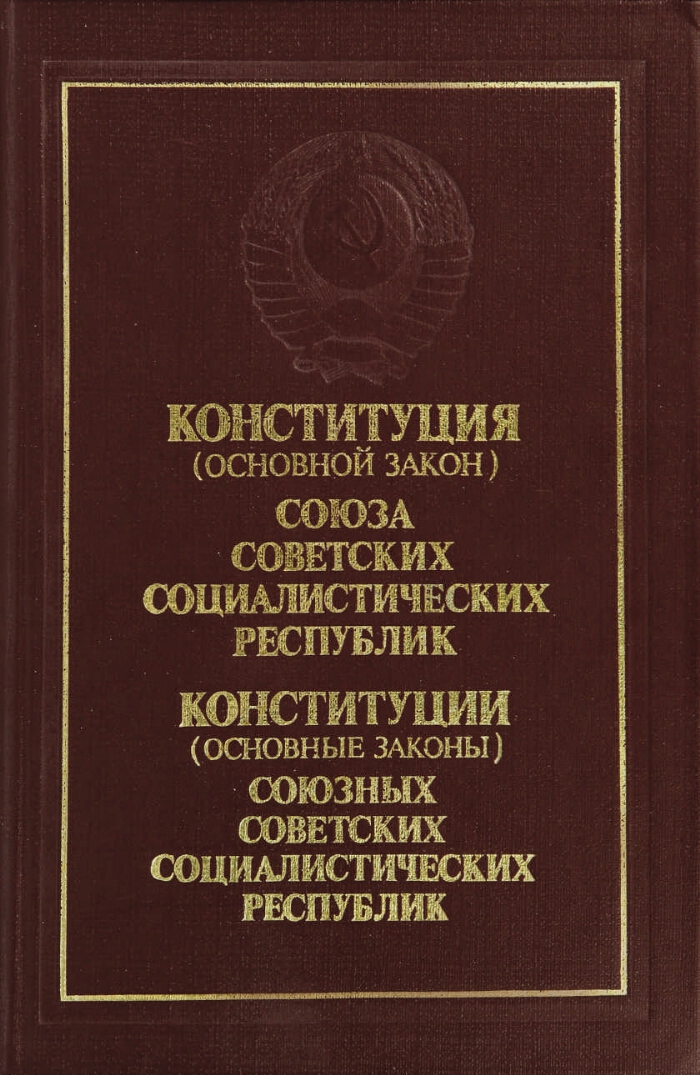 КОНСТИТУЦИЯ
(ОСНОВНОЙ ЗАКОН)
СОЮЗА
СОВЕТСКИХ
СОЦИАЛИСТИЧЕСКИХ
РЕСПУБЛИК
КОНСТИТУЦИИ
(ОСНОВНЫЕ ЗАКОНЫ)
СОЮЗНЫХ
СОВЕТСКИХ
СОЦИАЛИСТИЧЕСКИХ
РЕСПУБЛИК